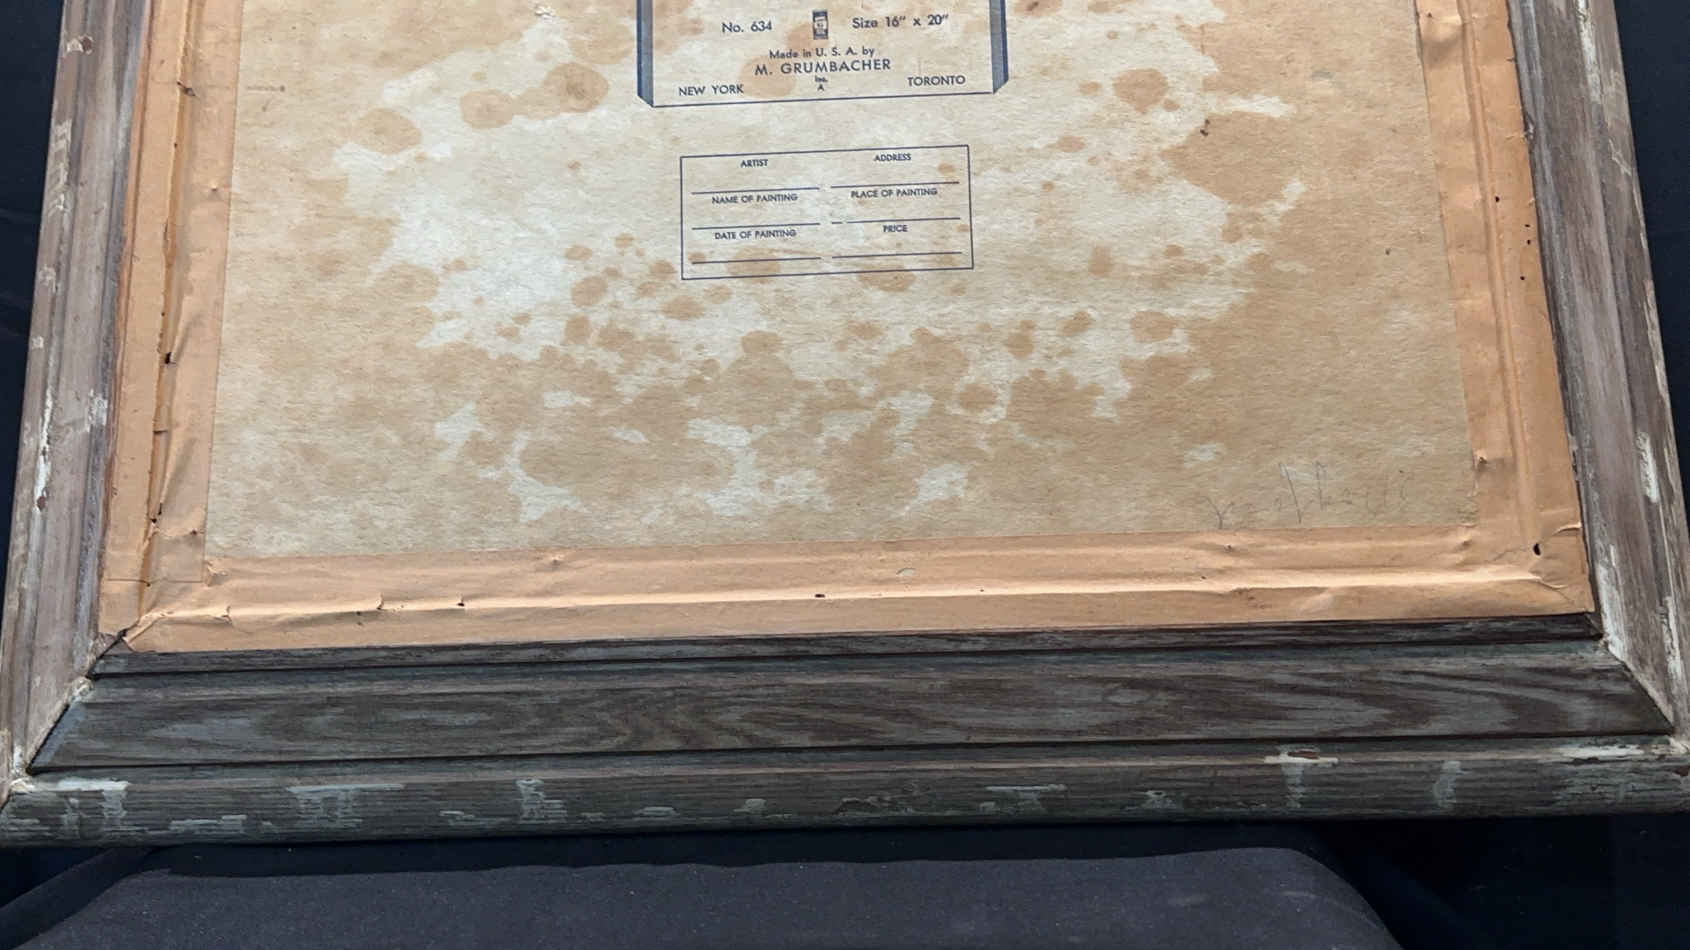 No. 634 Size 16" x 20"
Made in U. S. A. by
M. GRUMBACHER
Inc.
NEW YORK A TORONTO
ARTIST ADDRESS
NAME OF PAINTING PLACE OF PAINTING
DATE OF PAINTING PRICE